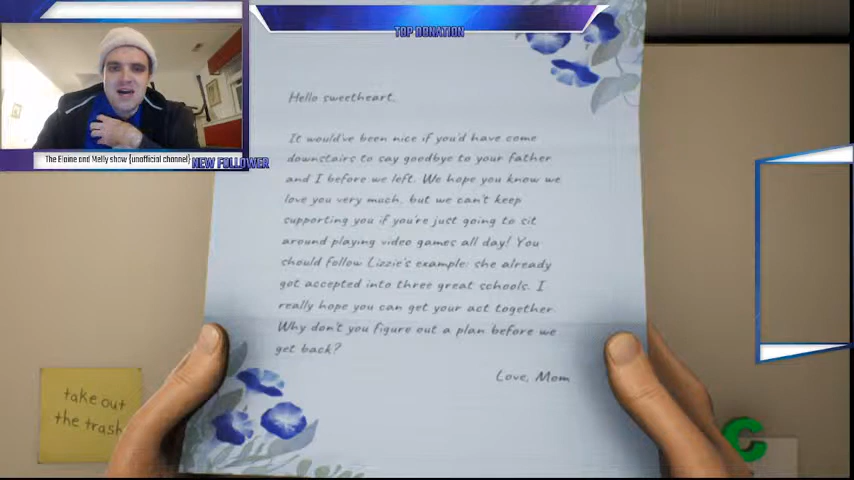 TOP DONATION
The Elaine and Melly show {unofficial channel}
NEW FOLLOWER
Hello sweetheart,
It would've been nice if you'd have come
downstairs to say goodbye to your father
and I before we left. We hope you know we
love you very much, but we can't keep
supporting you if you're just going to sit
around playing video games all day! You
should follow Lizzie's example: she already
got accepted into three great schools. I
really hope you can get your act together.
Why don't you figure out a plan before we
get back?
Love, Mom
take out
the trash